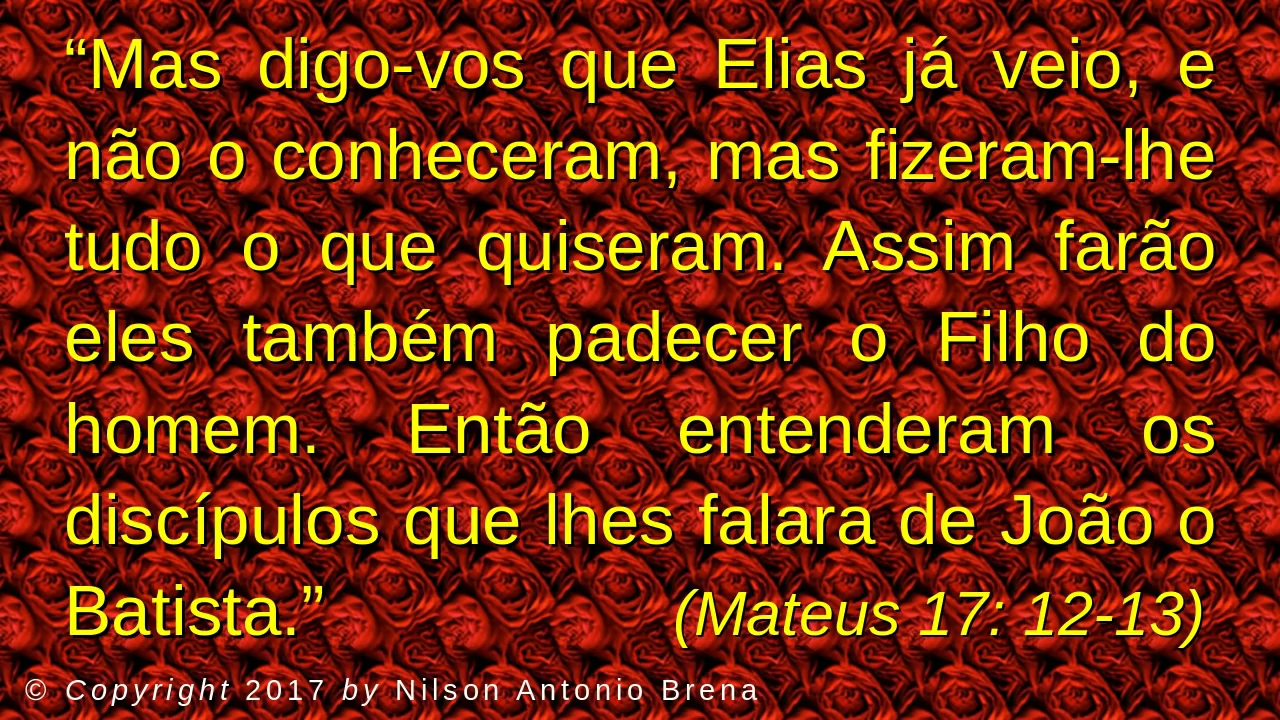 “Mas digo-vos que Elias já veio, e
não o conheceram, mas fizeram-lhe
tudo o que quiseram. Assim farão
eles também padecer o Filho do
homem. Então entenderam os
discípulos que lhes falara de João o
Batista.” (Mateus 17: 12-13)
© Copyright 2017 by Nilson Antonio Brena